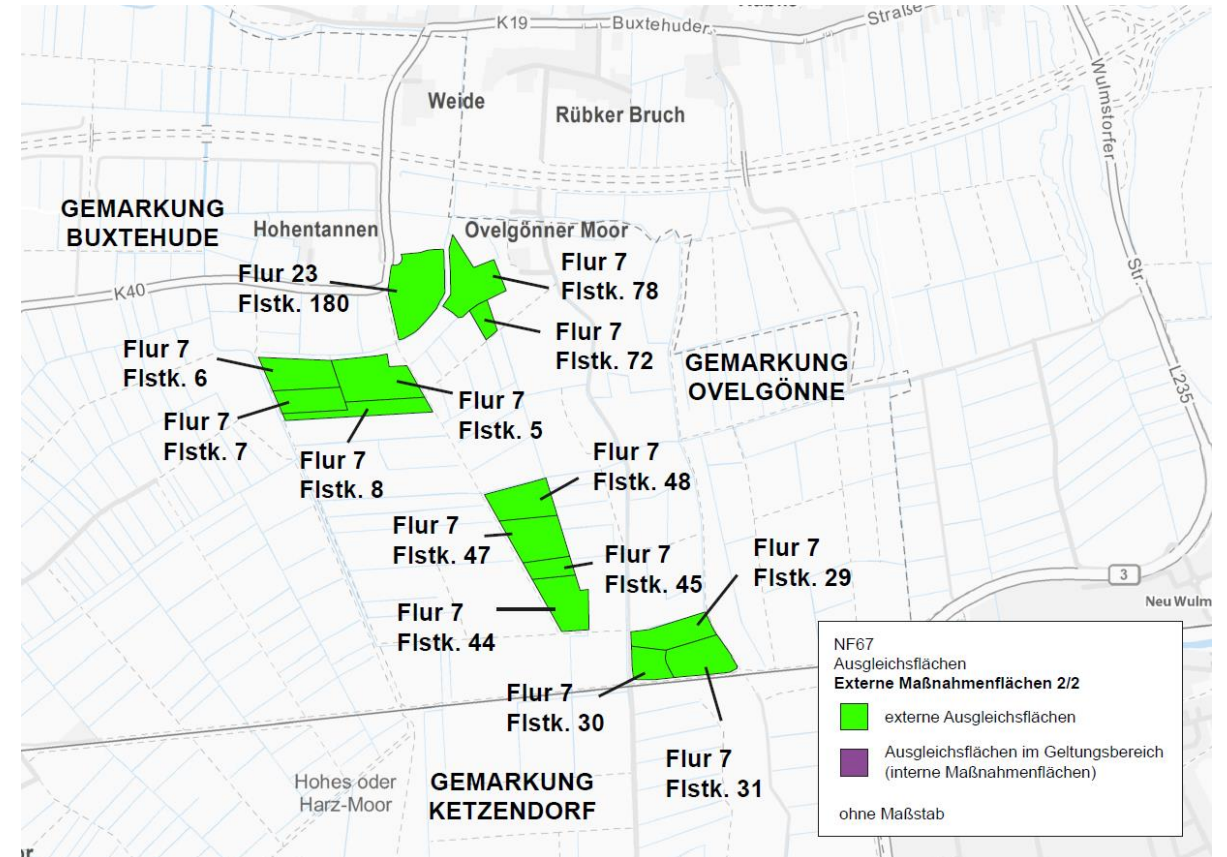 K19
Buxtehuder
Straße
Wulmstorfer
Str.
L235
Weide
Rübker Bruch
GEMARKUNG
BUXTEHUDE
Hohentannen
Ovelgönner Moor
K40
Flur 23
Flstk. 180
Flur 7
Flstk. 78
Flur 7
Flstk. 72
GEMARKUNG
OVELGÖNNE
Flur 7
Flstk. 6
Flur 7
Flstk. 7
Flur 7
Flstk. 8
Flur 7
Flstk. 5
Flur 7
Flstk. 48
Flur 7
Flstk. 47
Flur 7
Flstk. 45
Flur 7
Flstk. 44
Flur 7
Flstk. 29
Flur 7
Flstk. 30
Flur 7
Flstk. 31
3
Neu Wulm
Hohes oder
Harz-Moor
GEMARKUNG
KETZENDORF
NF67
Ausgleichsflächen
Externe Maßnahmenflächen 2/2
externe Ausgleichsflächen
Ausgleichsflächen im Geltungsbereich
(interne Maßnahmenflächen)
ohne Maßstab